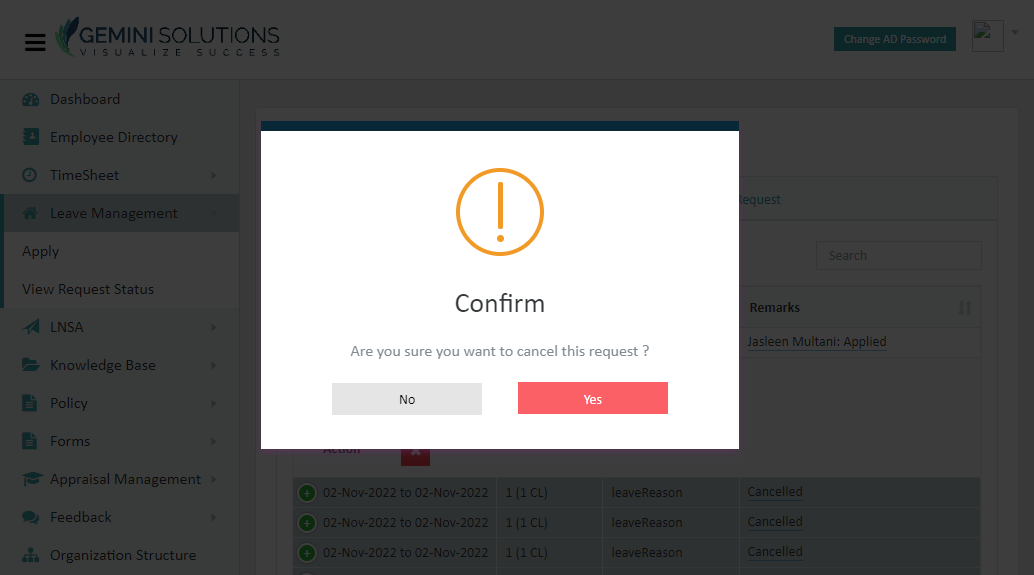 GEMINI SOLUTIONS
VISUALIZE SUCCESS
Change AD Password
Dashboard
Employee Directory
TimeSheet
Leave Management
Apply
View Request Status
LNSA
Knowledge Base
Policy
Forms
Appraisal Management
Feedback
Organization Structure
Request
Search
Remarks
Jasleen Multani: Applied
Confirm
Are you sure you want to cancel this request ?
No
Yes
Action
02-Nov-2022 to 02-Nov-2022 1 (1 CL) leaveReason Cancelled
02-Nov-2022 to 02-Nov-2022 1 (1 CL) leaveReason Cancelled
02-Nov-2022 to 02-Nov-2022 1 (1 CL) leaveReason Cancelled